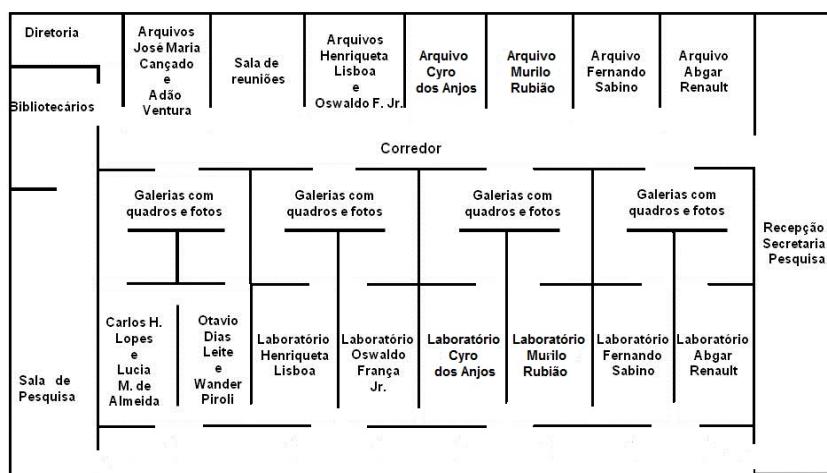 Diretoria
Bibliotecários
Arquivos
José Maria
Cançado
e
Adão
Ventura
Sala de
reuniões
Arquivos
Henriqueta
Lisboa
e
Oswaldo F. Jr.
Arquivo
Cyro
dos Anjos
Arquivo
Murilo
Rubião
Arquivo
Fernando
Sabino
Arquivo
Abgar
Renault
Corredor
Galerias com
quadros e fotos
Galerias com
quadros e fotos
Galerias com
quadros e fotos
Galerias com
quadros e fotos
Recepção
Secretaria
Pesquisa
Sala de
Pesquisa
Carlos H.
Lopes
e
Lucia
M. de
Almeida
Otavio
Dias
Leite
e
Wander
Piroli
Laboratório
Henriqueta
Lisboa
Laboratório
Oswaldo
França
Jr.
Laboratório
Cyro
dos Anjos
Laboratório
Murilo
Rubião
Laboratório
Fernando
Sabino
Laboratório
Abgar
Renault